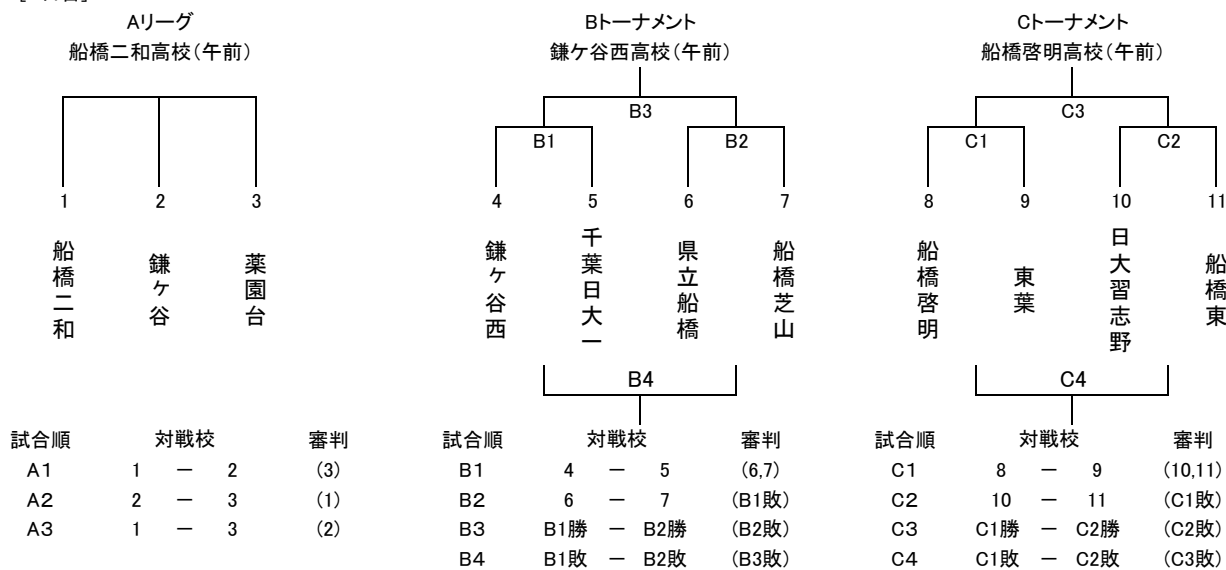 Aリーグ
船橋二和高校(午前)
1
2
3
船橋二和
鎌ケ谷
薬園台
試合順 対戦校 審判
A1 1 － 2 (3)
A2 2 － 3 (1)
A3 1 － 3 (2)
Bトーナメント
鎌ケ谷西高校(午前)
B3
B1
B2
4
5
6
7
鎌ケ谷西
千葉日大一
県立船橋
船橋芝山
B4
試合順 対戦校 審判
B1 4 － 5 (6,7)
B2 6 － 7 (B1敗)
B3 B1勝 － B2勝 (B2敗)
B4 B1敗 － B2敗 (B3敗)
Cトーナメント
船橋啓明高校(午前)
C3
C1
C2
8
9
10
11
船橋啓明
東葉
日大習志野
船橋東
C4
試合順 対戦校 審判
C1 8 － 9 (10,11)
C2 10 － 11 (C1敗)
C3 C1勝 － C2勝 (C2敗)
C4 C1敗 － C2敗 (C3敗)